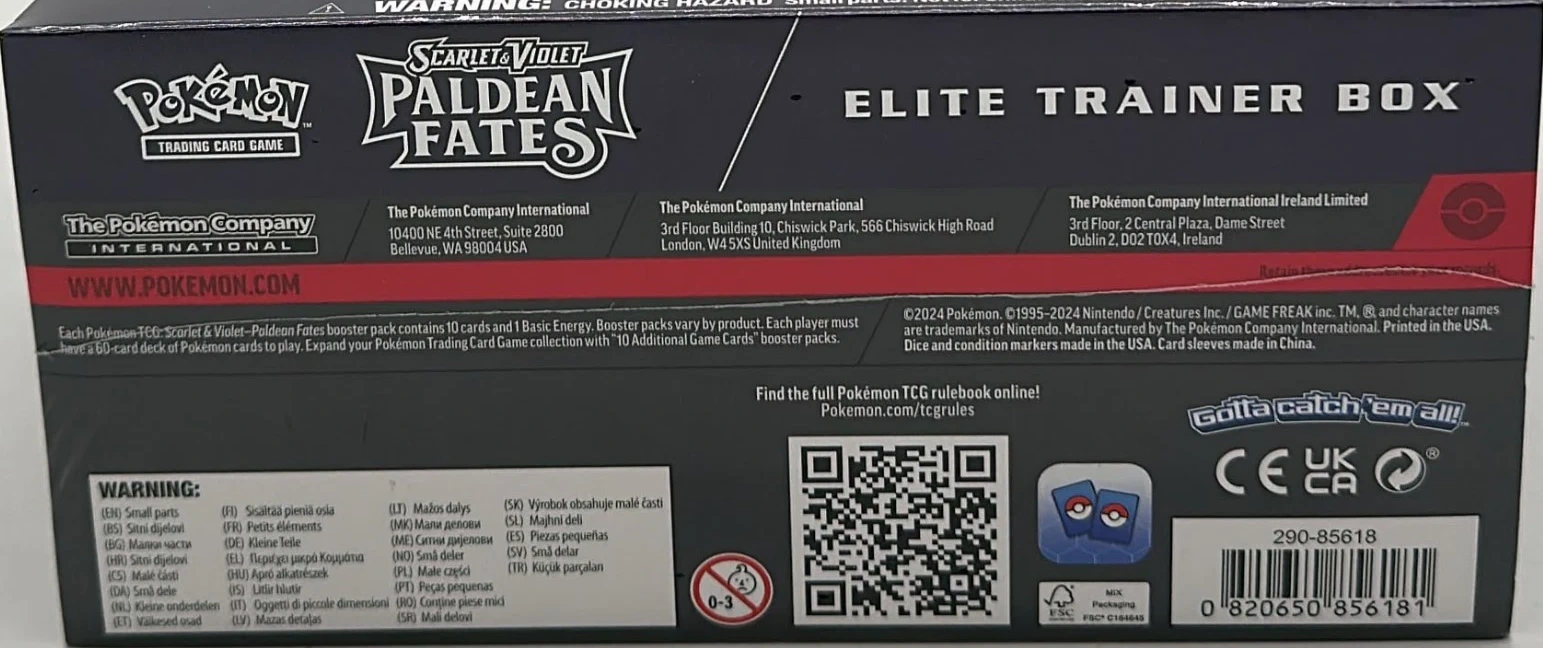 WARNING: CHOKING HAZARD
Pokémon
TRADING CARD GAME
SCARLET & VIOLET
PALDEAN
FATES
ELITE TRAINER BOX
The Pokémon Company
INTERNATIONAL
The Pokémon Company International
10400 NE 4th Street, Suite 2800
Bellevue, WA 98004 USA
The Pokémon Company International
3rd Floor Building 10, Chiswick Park, 566 Chiswick High Road
London, W4 5XS United Kingdom
The Pokémon Company International Ireland Limited
3rd Floor, 2 Central Plaza, Dame Street
Dublin 2, D02 T0X4, Ireland
WWW.POKEMON.COM
Each Pokémon TCG: Scarlet & Violet—Paldean Fates booster pack contains 10 cards and 1 Basic Energy. Booster packs vary by product. Each player must
have a 60-card deck of Pokémon cards to play. Expand your Pokémon Trading Card Game collection with "10 Additional Game Cards" booster packs.
©2024 Pokémon. ©1995–2024 Nintendo / Creatures Inc. / GAME FREAK inc. TM, ®, and character names
are trademarks of Nintendo. Manufactured by The Pokémon Company International. Printed in the USA.
Dice and condition markers made in the USA. Card sleeves made in China.
Find the full Pokémon TCG rulebook online!
Pokemon.com/tcgrules
Gotta catch 'em all!
CE UK CA ®
WARNING:
(EN) Small parts
(BS) Sitni dijelovi
(BG) Малки части
(HR) Sitni dijelovi
(CS) Malé části
(DA) Små dele
(NL) Kleine onderdelen
(ET) Väikesed osad
(FI) Sisältää pieniä osia
(FR) Petits éléments
(DE) Kleine Teile
(EL) Περιέχει μικρά Κομμάτια
(HU) Apró alkatrészek
(IS) Litlir hlutir
(IT) Oggetti di piccole dimensioni
(LV) Mazas detaļas
(LT) Mažos dalys
(MK) Мали делови
(ME) Ситни дијелови
(NO) Små deler
(PL) Małe części
(PT) Peças pequenas
(RO) Conține piese mici
(SR) Mali delovi
(SK) Výrobok obsahuje malé časti
(SL) Majhni deli
(ES) Piezas pequeñas
(SV) Små delar
(TR) Küçük parçaları
0-3
FSC
MIX
Packaging
FSC® C164645
290-85618
0 820650 856181